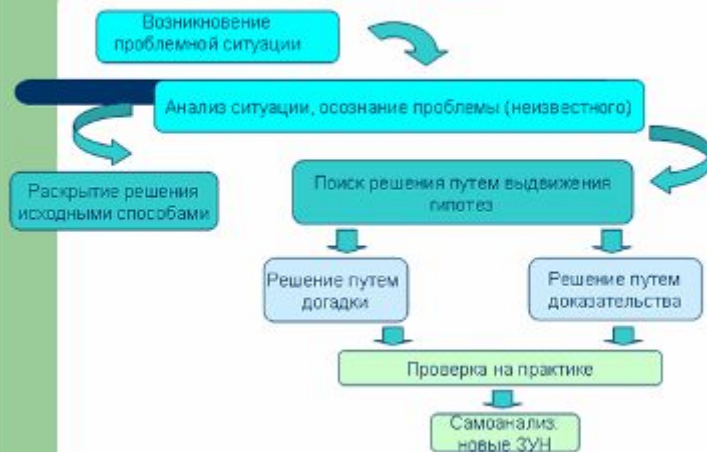 Возникновение
проблемной ситуации
Анализ ситуации, осознание проблемы (неизвестного)
Раскрытие решения
исходными способами
Поиск решения путем выдвижения
гипотез
Решение путем
догадки
Решение путем
доказательства
Проверка на практике
Самоанализ:
новые ЗУН